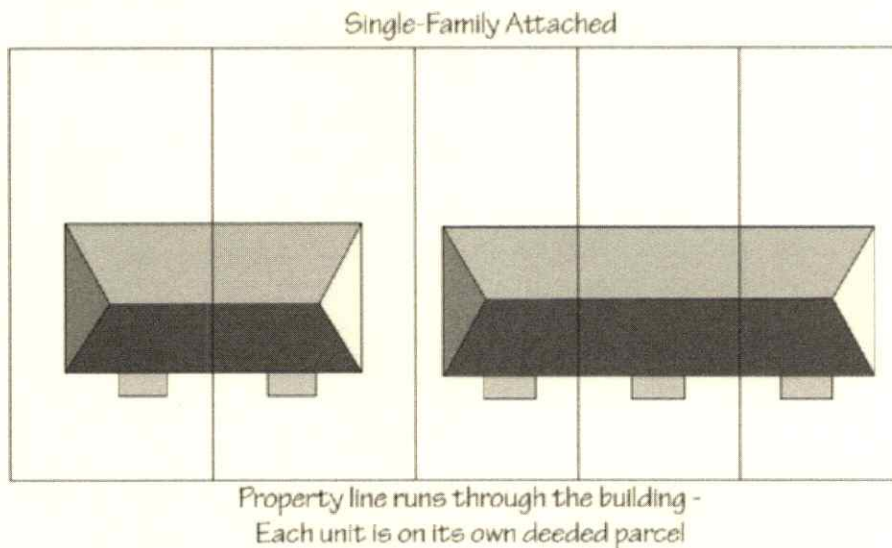 Single-Family Attached
Property line runs through the building -
Each unit is on its own deeded parcel